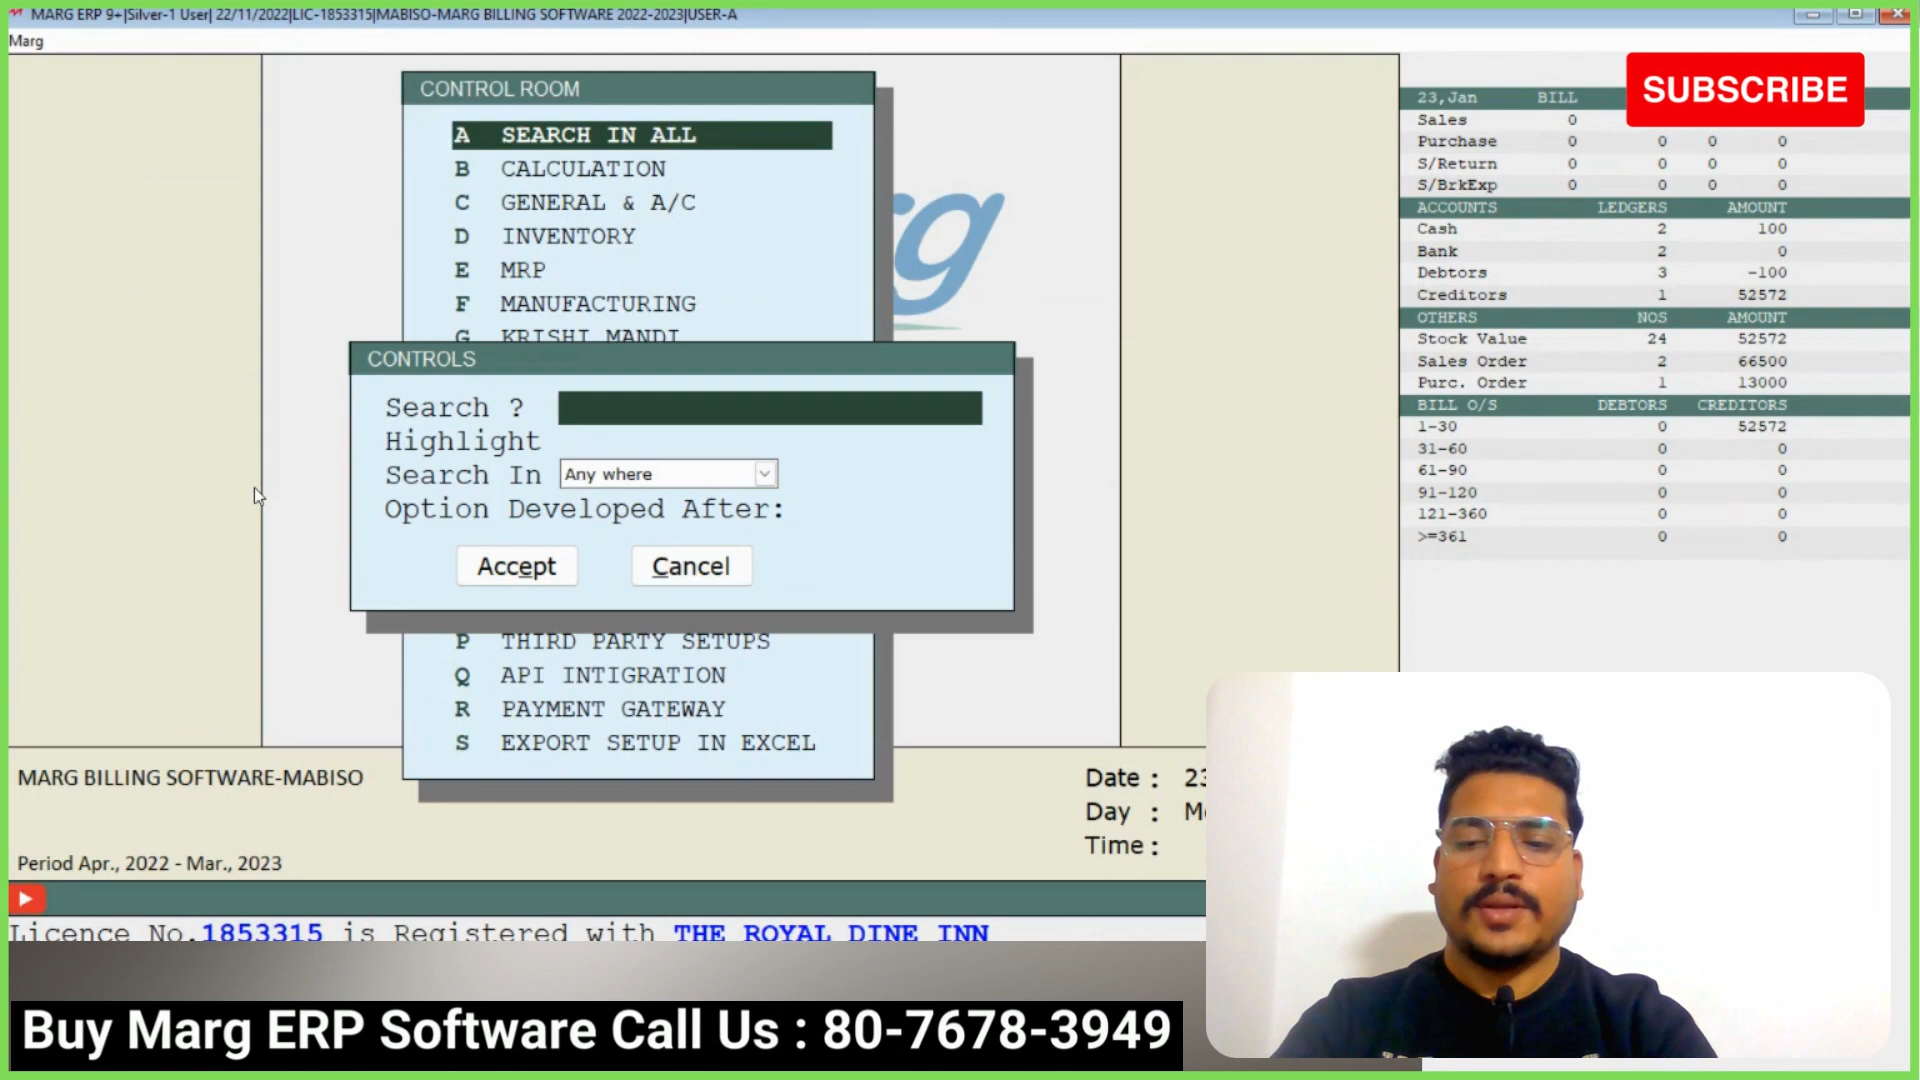 MARG ERP 9+|Silver-1 User| 22/11/2022|LIC-1853315|MABISO-MARG BILLING SOFTWARE 2022-2023|USER-A
Marg
CONTROL ROOM
A SEARCH IN ALL
B CALCULATION
C GENERAL & A/C
D INVENTORY
E MRP
F MANUFACTURING
G KRISHI MANDI
CONTROLS
Search ?
Highlight
Search In Any where
Option Developed After:
Accept Cancel
P THIRD PARTY SETUPS
Q API INTIGRATION
R PAYMENT GATEWAY
S EXPORT SETUP IN EXCEL
SUBSCRIBE
23,Jan BILL
Sales 0
Purchase 0 0 0 0
S/Return 0 0 0 0
S/BrkExp 0 0 0 0
ACCOUNTS LEDGERS AMOUNT
Cash 2 100
Bank 2 0
Debtors 3 -100
Creditors 1 52572
OTHERS NOS AMOUNT
Stock Value 24 52572
Sales Order 2 66500
Purc. Order 1 13000
BILL O/S DEBTORS CREDITORS
1-30 0 52572
31-60 0 0
61-90 0 0
91-120 0 0
121-360 0 0
>=361 0 0
MARG BILLING SOFTWARE-MABISO
Period Apr., 2022 - Mar., 2023
Date : 23
Day :
Time :
Licence No.1853315 is Registered with THE ROYAL DINE INN
Buy Marg ERP Software Call Us : 80-7678-3949